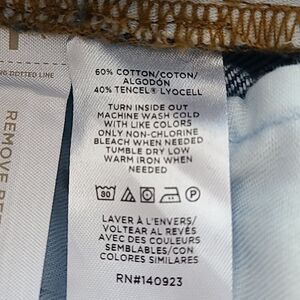 60% COTTON/COTON/
ALGODÓN
40% TENCEL® LYOCELL
TURN INSIDE OUT
MACHINE WASH COLD
WITH LIKE COLORS
ONLY NON-CHLORINE
BLEACH WHEN NEEDED
TUMBLE DRY LOW
WARM IRON WHEN
NEEDED
LAVER À L'ENVERS/
VOLTEAR AL REVÉS
AVEC DES COULEURS
SEMBLABLES/CON
COLORES SIMILARES
RN#140923
DOTTED LINE
REMOVE